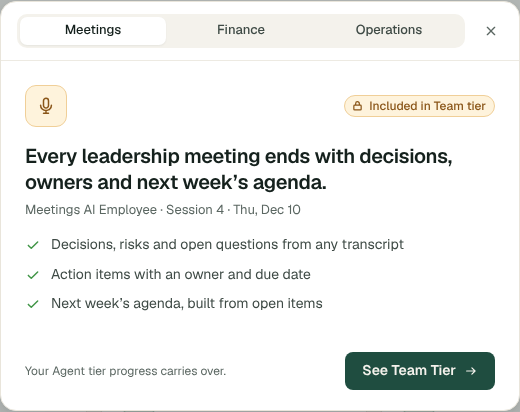 Meetings
Finance
Operations
Included in Team tier
Every leadership meeting ends with decisions,
owners and next week’s agenda.
Meetings AI Employee · Session 4 · Thu, Dec 10
Decisions, risks and open questions from any transcript
Action items with an owner and due date
Next week’s agenda, built from open items
Your Agent tier progress carries over.
See Team Tier →